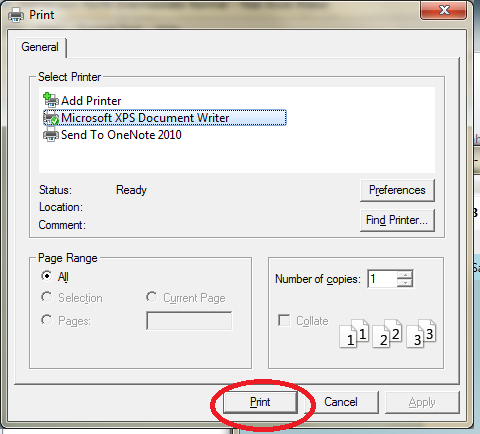 Print
General
Select Printer
Add Printer
Microsoft XPS Document Writer
Send To OneNote 2010
Status: Ready
Location:
Comment:
Preferences
Find Printer...
Page Range
All
Selection Current Page
Pages:
Number of copies: 1
Collate
1 1 2 2 3 3
Print Cancel Apply